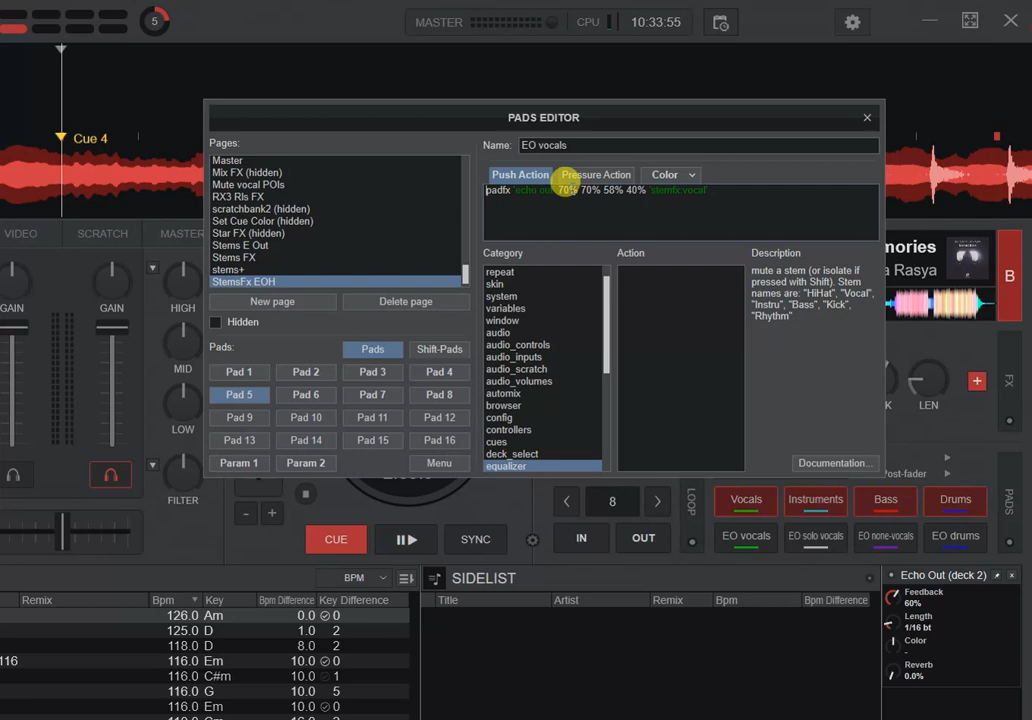 5
MASTER
CPU
10:33:55
Cue 4
PADS EDITOR
Pages:
Master
Mix FX (hidden)
Mute vocal POIs
RX3 Rls FX
scratchbank2 (hidden)
Set Cue Color (hidden)
Star FX (hidden)
Stems E Out
Stems FX
stems+
StemsFx EOH
New page
Delete page
Hidden
Pads:
Pads
Shift-Pads
Pad 1
Pad 2
Pad 3
Pad 4
Pad 5
Pad 6
Pad 7
Pad 8
Pad 9
Pad 10
Pad 11
Pad 12
Pad 13
Pad 14
Pad 15
Pad 16
Param 1
Param 2
Menu
Name:
EO vocals
Push Action
Pressure Action
Color
padfx 'echo out' 70% 70% 58% 40% 'stemfx:vocal'
Category
Action
Description
repeat
skin
system
variables
window
audio
audio_controls
audio_inputs
audio_scratch
audio_volumes
automix
browser
config
controllers
cues
deck_select
equalizer
mute a stem (or isolate if
pressed with Shift). Stem
names are: "HiHat", "Vocal",
"Instru", "Bass", "Kick",
"Rhythm"
Documentation...
VIDEO
SCRATCH
MASTER
GAIN
GAIN
MID
LOW
FILTER
mories
Rasya
B
LEN
FX
Post-fader
LOOP
8
IN
OUT
Vocals
Instruments
Bass
Drums
EO vocals
EO solo vocals
EO none-vocals
EO drums
PADS
CUE
SYNC
BPM
SIDELIST
Remix
Bpm
Key
Bpm Difference
Key Difference
Title
Artist
Remix
Bpm
Bpm Difference
126.0 Am 0.0 0
125.0 D 1.0 2
118.0 D 8.0 2
116 116.0 Em 10.0 0
116.0 C#m 10.0 1
116.0 G 10.0 5
116.0 Em 10.0 0
Echo Out (deck 2)
Feedback
60%
Length
1/16 bt
Color
-
Reverb
0.0%